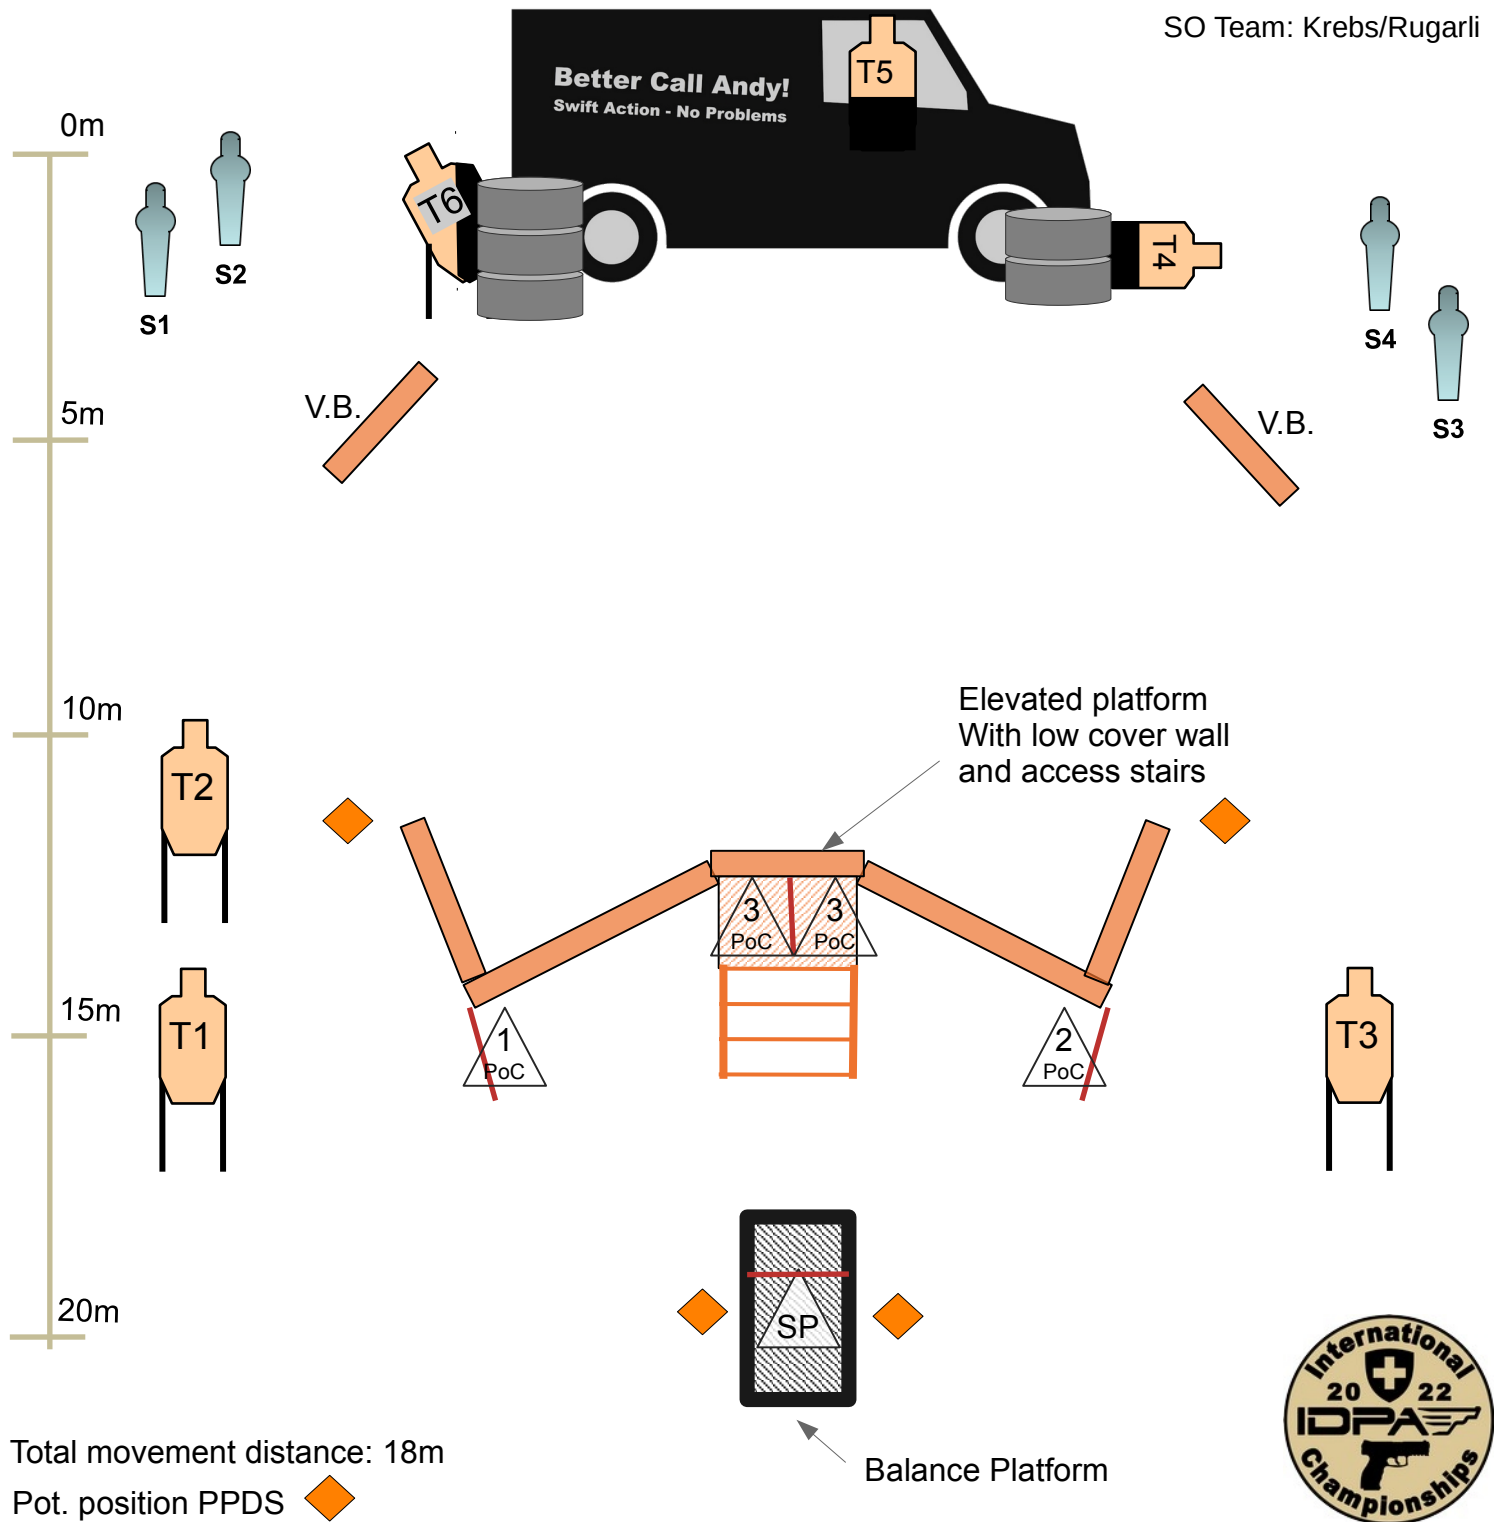 SO Team: Krebs/Rugarli
Better Call Andy!
Swift Action - No Problems
T5
0m
T6
T4
S1
S2
S4
S3
V.B.
V.B.
5m
10m
T2
Elevated platform
With low cover wall
and access stairs
3
PoC
3
PoC
15m
T1
1
PoC
2
PoC
T3
20m
SP
Balance Platform
Total movement distance: 18m
Pot. position PPDS
International
20 22
IDPA
Championships